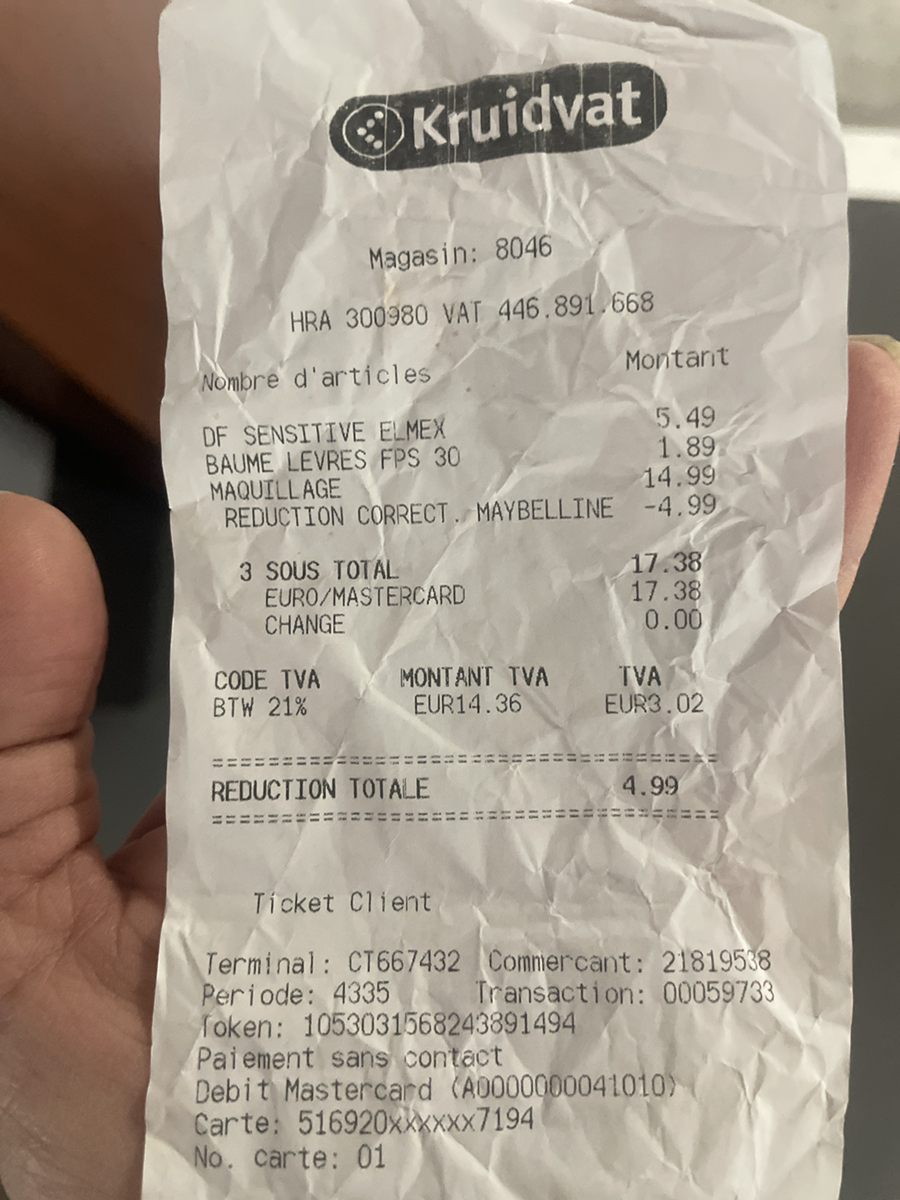 Kruidvat
Magasin: 8046
HRA 300980 VAT 446.891.668
Nombre d'articles Montant
DF SENSITIVE ELMEX 5.49
BAUME LEVRES FPS 30 1.89
MAQUILLAGE 14.99
REDUCTION CORRECT. MAYBELLINE -4.99
3 SOUS TOTAL 17.38
EURO/MASTERCARD 17.38
CHANGE 0.00
CODE TVA MONTANT TVA TVA
BTW 21% EUR14.36 EUR3.02
====================================
REDUCTION TOTALE 4.99
====================================
Ticket Client
Terminal: CT667432 Commercant: 21819538
Periode: 4335 Transaction: 00059733
Token: 1053031568243891494
Paiement sans contact
Debit Mastercard (A0000000041010)
Carte: 516920xxxxxx7194
No. carte: 01